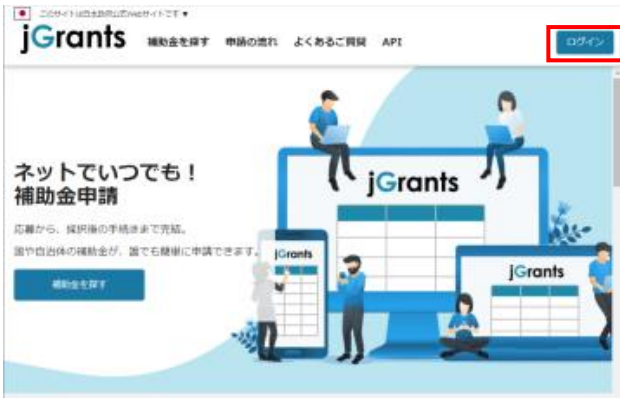 このサイトは日本政府公式Webサイトです ▼
jGrants
補助金を探す 申請の流れ よくあるご質問 API
ログイン
ネットでいつでも！
補助金申請
応募から、採択後の手続きまで完結。
国や自治体の補助金が、誰でも簡単に申請できます。
補助金を探す
jGrants
jGrants
jGrants